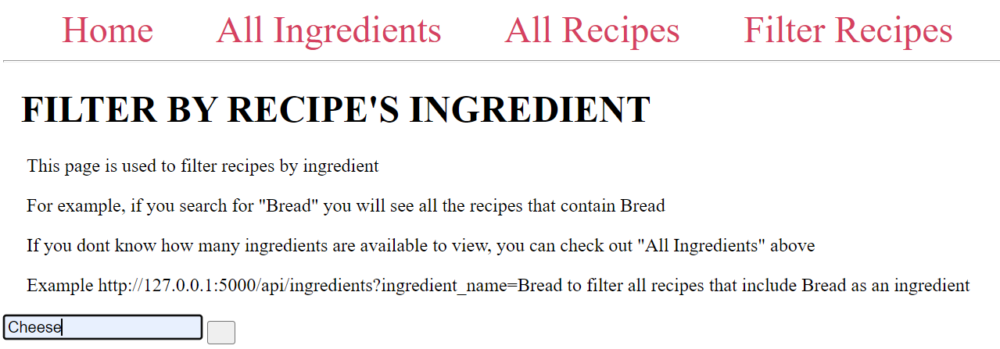 Home All Ingredients All Recipes Filter Recipes
FILTER BY RECIPE'S INGREDIENT
This page is used to filter recipes by ingredient
For example, if you search for "Bread" you will see all the recipes that contain Bread
If you dont know how many ingredients are available to view, you can check out "All Ingredients" above
Example http://127.0.0.1:5000/api/ingredients?ingredient_name=Bread to filter all recipes that include Bread as an ingredient
Cheese